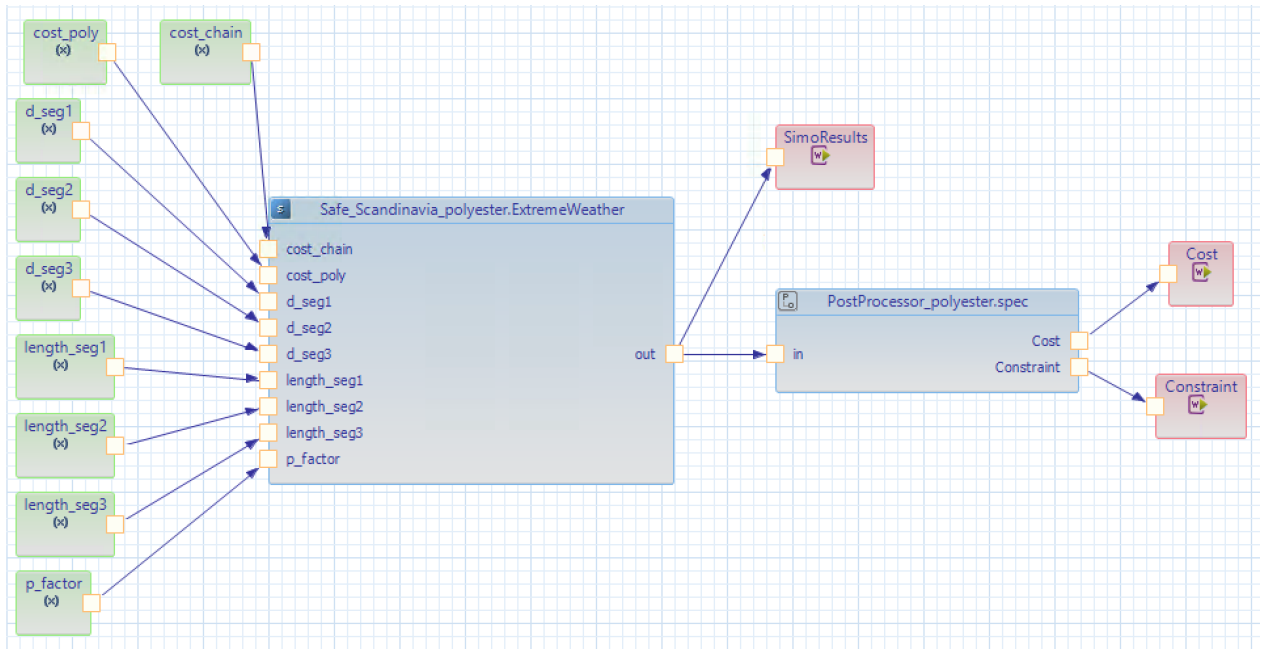 cost_poly
(x)
cost_chain
(x)
d_seg1
(x)
d_seg2
(x)
d_seg3
(x)
length_seg1
(x)
length_seg2
(x)
length_seg3
(x)
p_factor
(x)
S
Safe_Scandinavia_polyester.ExtremeWeather
cost_chain
cost_poly
d_seg1
d_seg2
d_seg3
length_seg1
length_seg2
length_seg3
p_factor
out
SimoResults
W
P
PostProcessor_polyester.spec
in
Cost
Constraint
Cost
W
Constraint
W